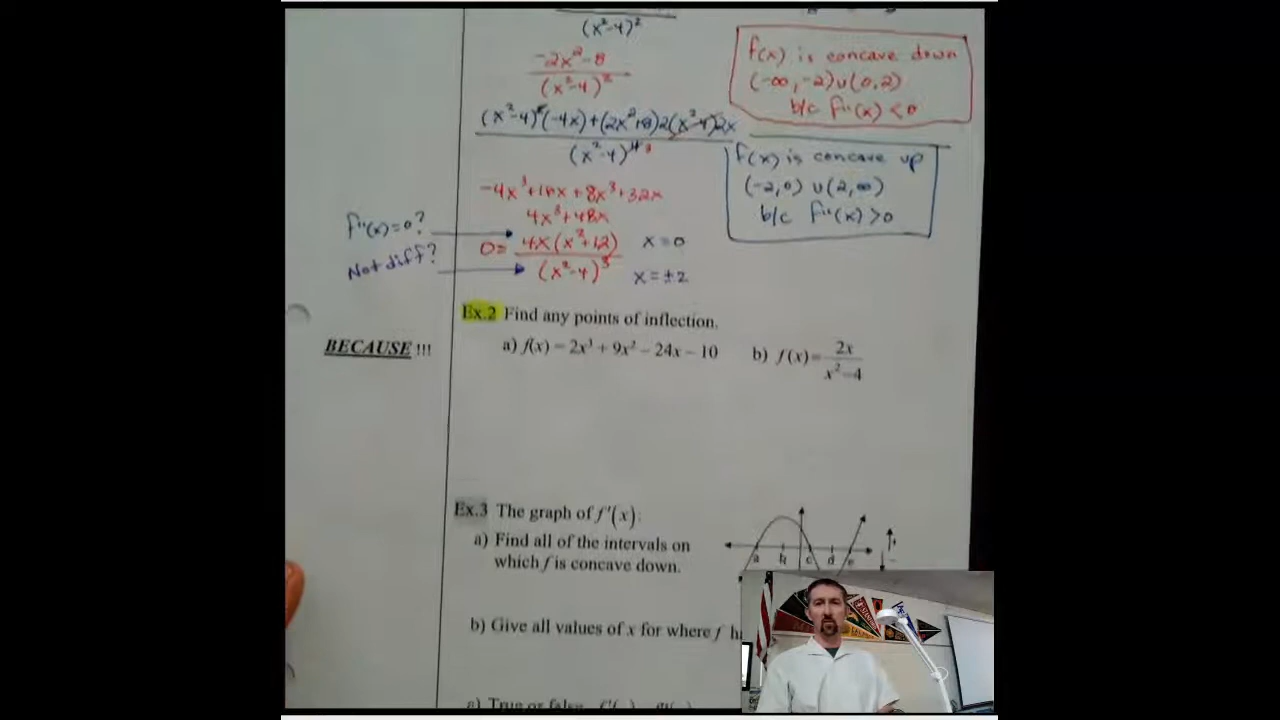 (x²-4)²
-2x²-8
(x²-4)²
(x²-4)²(-4x)+(2x²+8)2(x²-4)2x
(x²-4)⁴ ³
-4x³+16x+8x³+32x
4x³+48x
f''(x)=0?
0= 4x(x²+12) x=0
Not diff?
(x²-4)³ x=±2
f(x) is concave down
(-∞,-2)∪(0,2)
b/c f''(x)<0
f(x) is concave up
(-2,0)∪(2,∞)
b/c f''(x)>0
Ex.2 Find any points of inflection.
BECAUSE !!!
a) f(x) = 2x³ + 9x² – 24x – 10
b) f(x)= 2x
x²–4
Ex.3 The graph of f'(x):
a) Find all of the intervals on
which f is concave down.
a k c d e
b) Give all values of x for where f
a) True or false